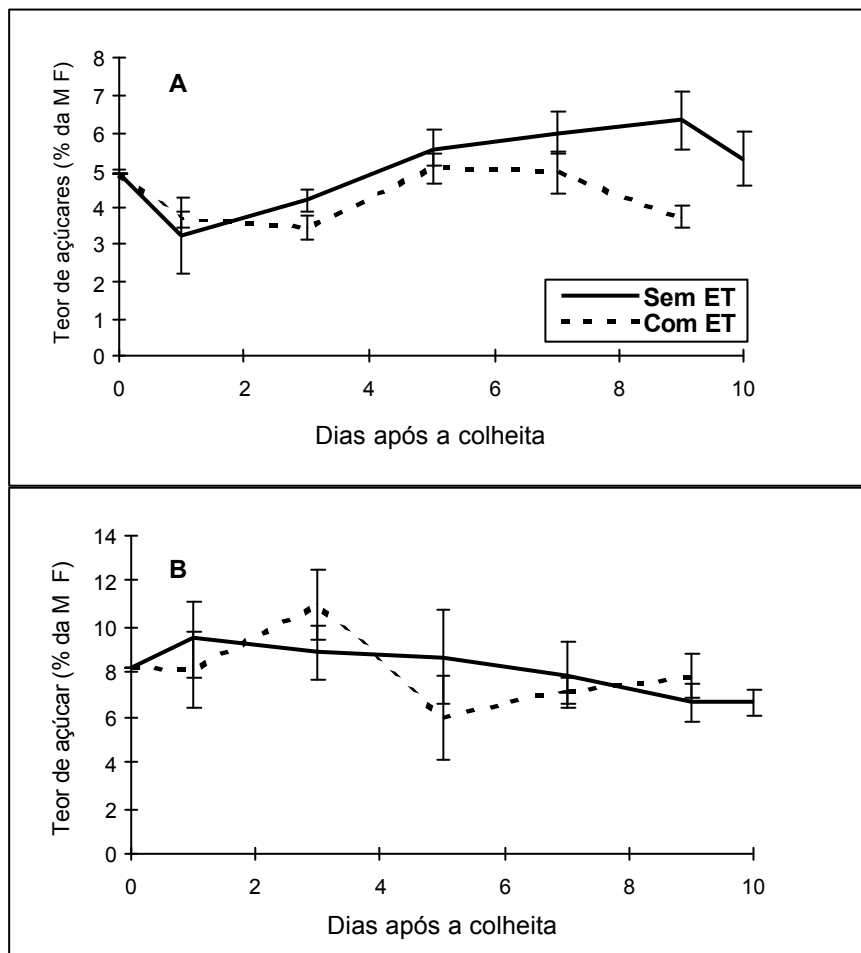 A
Teor de açúcares (% da M F)
8
7
6
5
4
3
2
1
0
Sem ET
Com ET
0 2 4 6 8 10
Dias após a colheita
B
Teor de açúcar (% da M F)
14
12
10
8
6
4
2
0
0 2 4 6 8 10
Dias após a colheita